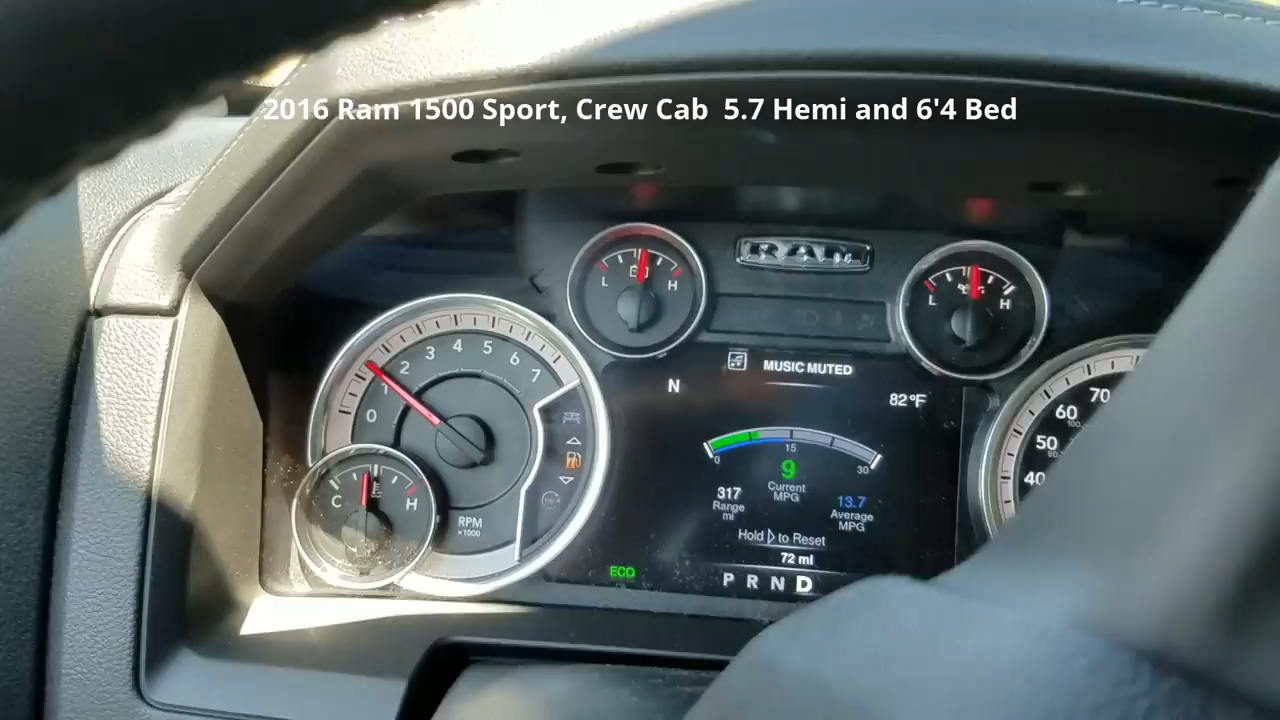 2016 Ram 1500 Sport, Crew Cab 5.7 Hemi and 6'4 Bed
RAM
L H
L H
MUSIC MUTED
N
82°F
0 1 2 3 4 5 6 7
RPM
×1000
C H
0 15 30
9
Current
MPG
317
Range
mi
13.7
Average
MPG
Hold ▷ to Reset
72 mi
ECO
P R N D
40 50 60 70